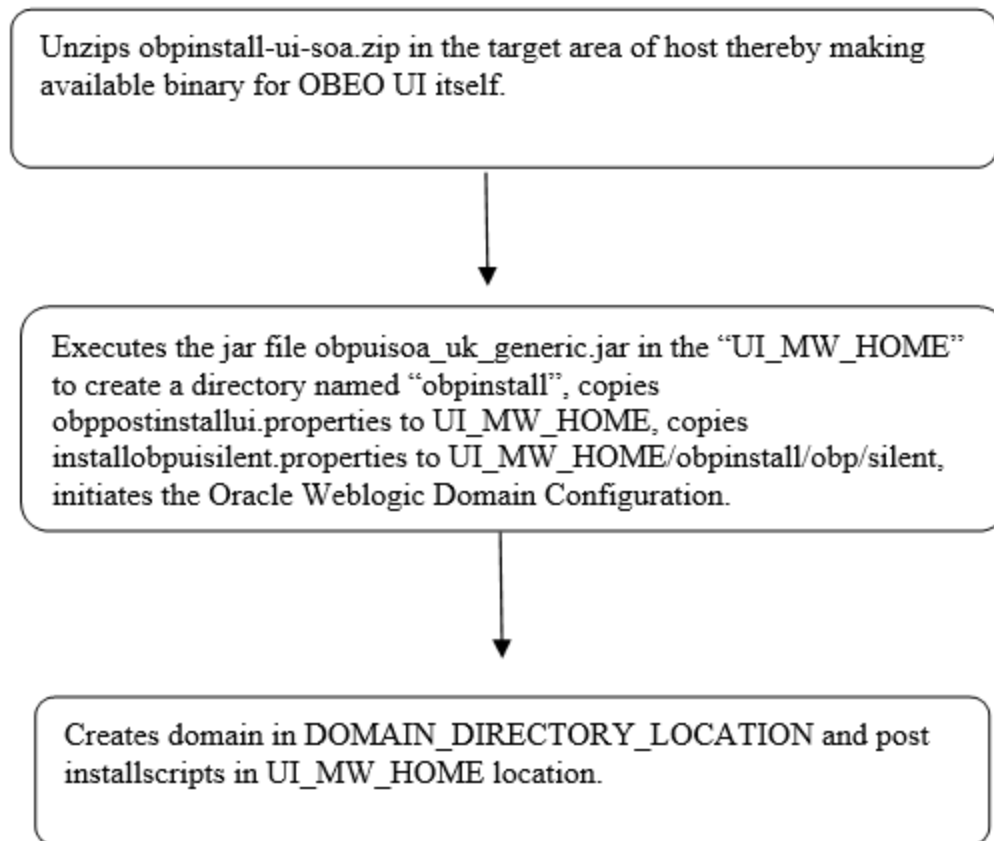 Unzips obpinstall-ui-soa.zip in the target area of host thereby making
available binary for OBEO UI itself.
Executes the jar file obpuisoa_uk_generic.jar in the “UI_MW_HOME”
to create a directory named “obpinstall”, copies
obppostinstallui.properties to UI_MW_HOME, copies
installobpuisilent.properties to UI_MW_HOME/obpinstall/obp/silent,
initiates the Oracle Weblogic Domain Configuration.
Creates domain in DOMAIN_DIRECTORY_LOCATION and post
installscripts in UI_MW_HOME location.